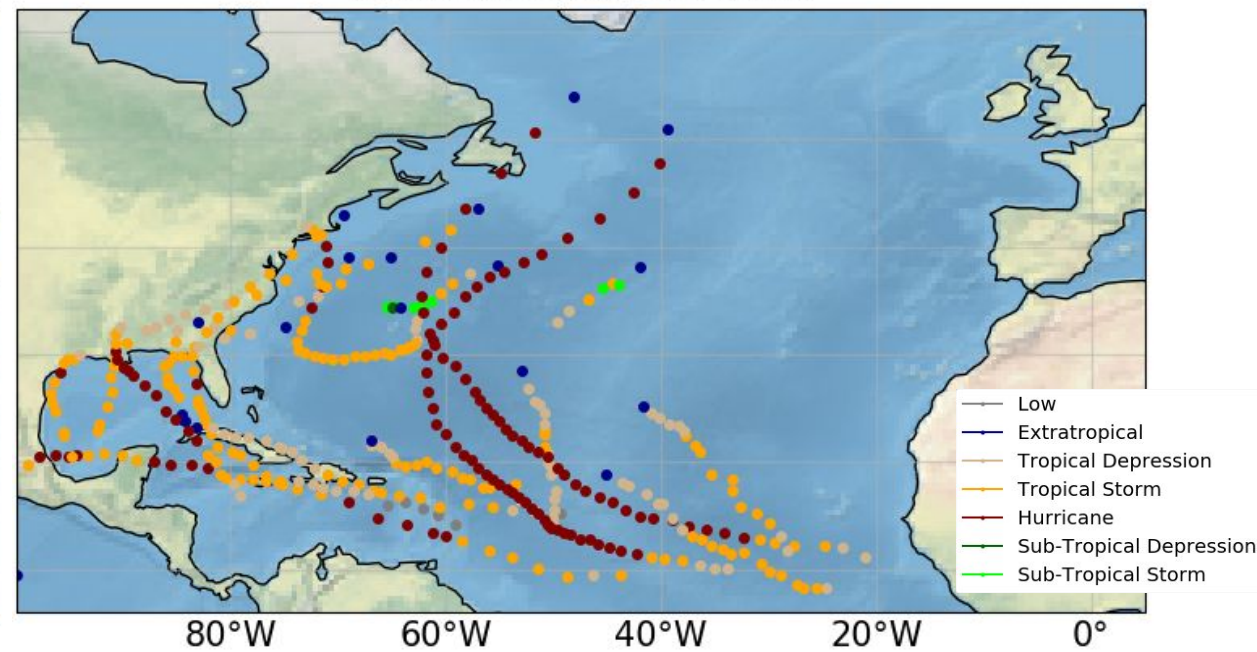 Low
Extratropical
Tropical Depression
Tropical Storm
Hurricane
Sub-Tropical Depression
Sub-Tropical Storm
80°W 60°W 40°W 20°W 0°